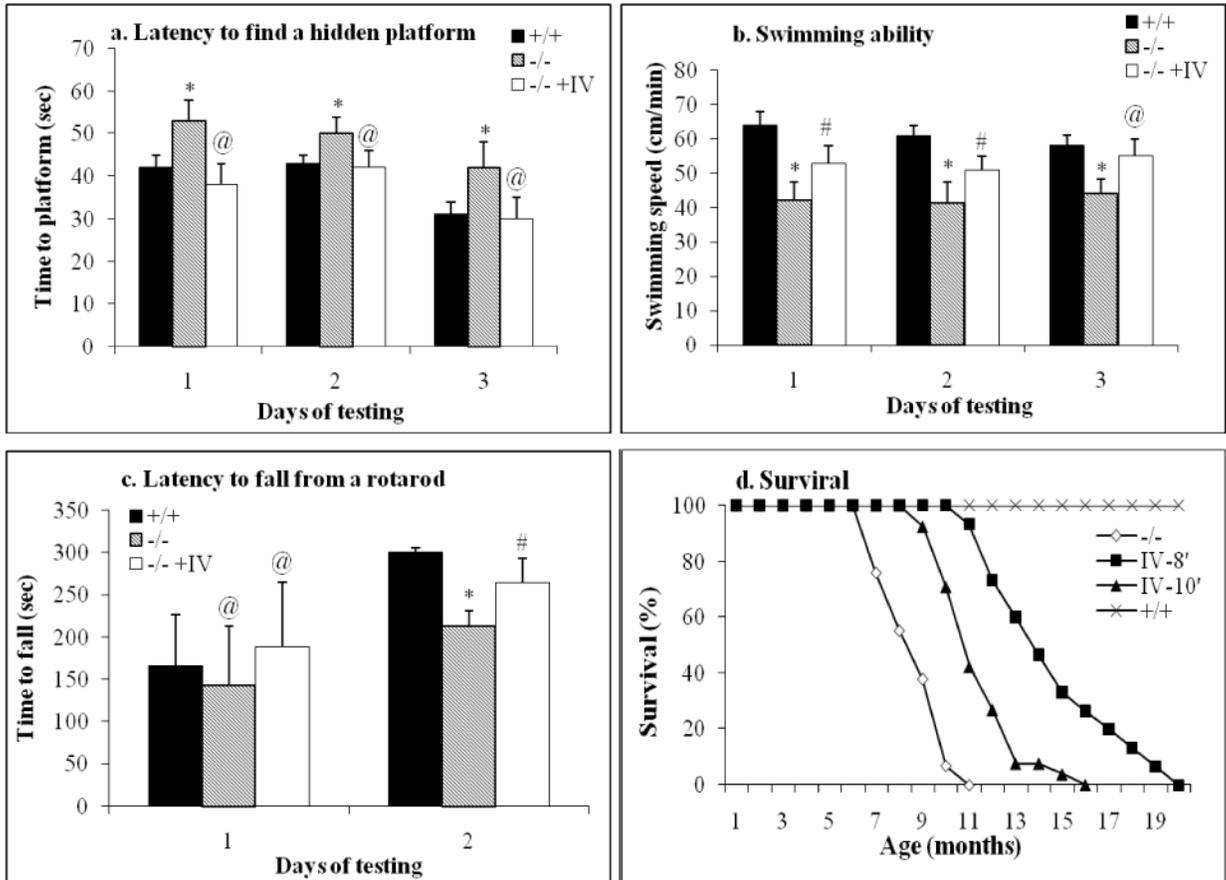 a. Latency to find a hidden platform
+/+
-/-
-/- +IV
Time to platform (sec)
70
60
50
40
30
20
10
0
* @ * @ * @
1 2 3
Days of testing
b. Swimming ability
+/+
-/-
-/- +IV
Swimming speed (cm/min)
80
70
60
50
40
30
20
10
0
* # * # * @
1 2 3
Days of testing
c. Latency to fall from a rotarod
+/+
-/-
-/- +IV
Time to fall (sec)
350
300
250
200
150
100
50
0
@ @ * #
1 2
Days of testing
d. Surviral
-/-
IV-8'
IV-10'
+/+
Survival (%)
100
80
60
40
20
0
1 3 5 7 9 11 13 15 17 19
Age (months)